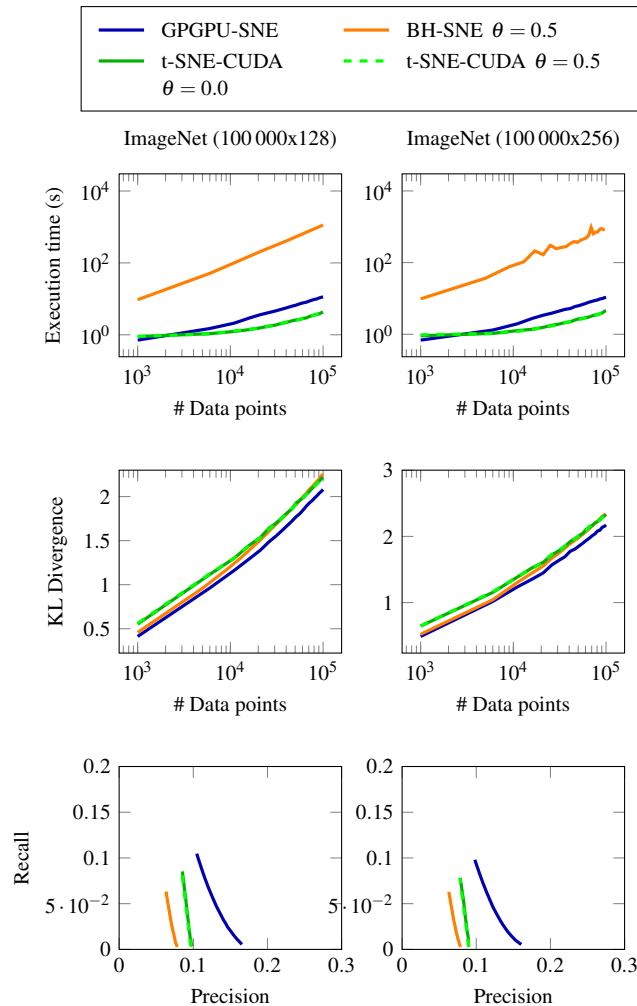 GPGPU-SNE
BH-SNE θ = 0.5
t-SNE-CUDA
θ = 0.0
t-SNE-CUDA θ = 0.5
ImageNet (100 000x128)
ImageNet (100 000x256)
Execution time (s)
10^4
10^2
10^0
10^3
10^4
10^5
# Data points
10^4
10^2
10^0
10^3
10^4
10^5
# Data points
KL Divergence
2
1.5
1
0.5
10^3
10^4
10^5
# Data points
3
2
1
10^3
10^4
10^5
# Data points
Recall
0.2
0.15
0.1
5 · 10^−2
0
0
0.1
0.2
0.3
Precision
0.2
0.15
0.1
5 · 10^−2
0
0
0.1
0.2
0.3
Precision